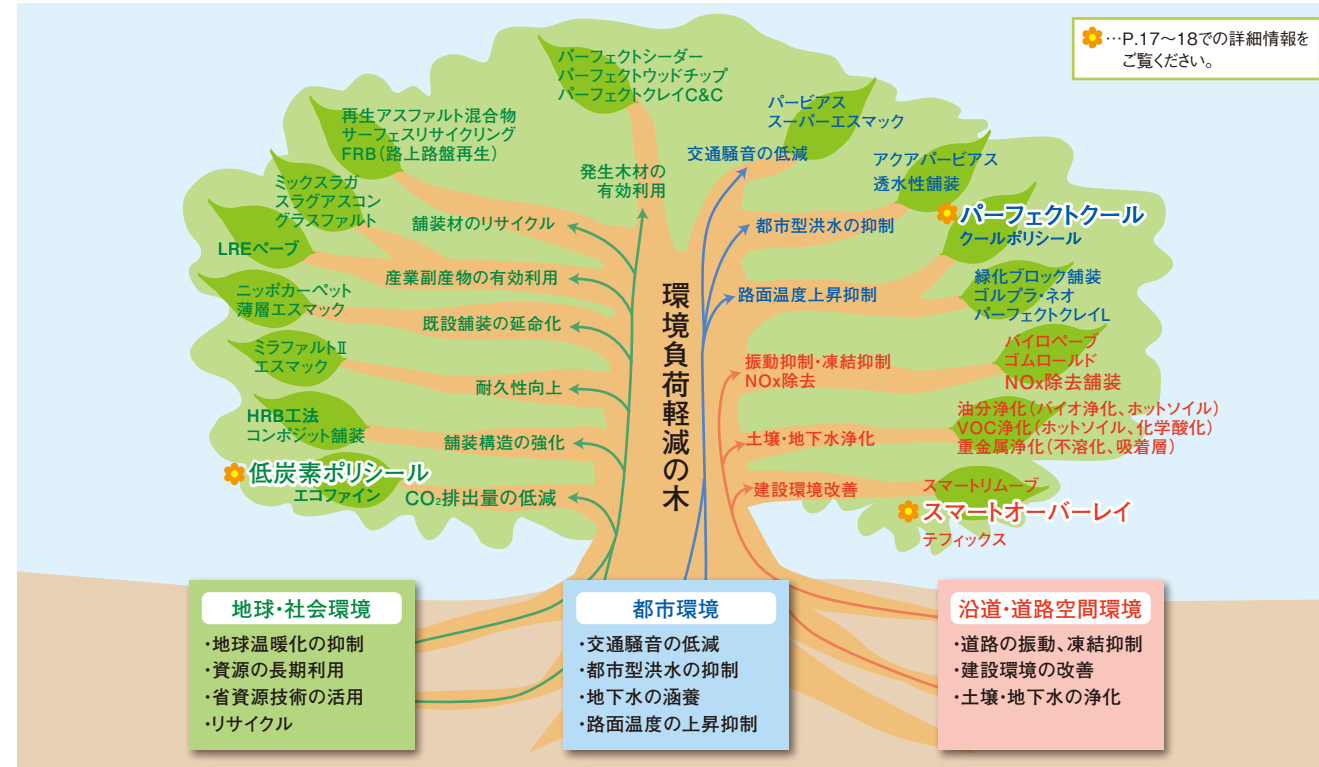 …P.17〜18での詳細情報を
ご覧ください。
パーフェクトシーダー
パーフェクトウッドチップ
パーフェクトクレイC&C
発生木材の
有効利用
再生アスファルト混合物
サーフェスリサイクリング
FRB（路上路盤再生）
舗装材のリサイクル
ミックスラガ
スラグアスコン
グラスファルト
LREペーブ
産業副産物の有効利用
ニッポカーペット
薄層エスマック
既設舗装の延命化
ミラファルトⅡ
エスマック
耐久性向上
HRB工法
コンポジット舗装
舗装構造の強化
低炭素ポリシール
エコファイン
CO₂排出量の低減
環境負荷軽減の木
パービアス
スーパーエスマック
交通騒音の低減
アクアパービアス
透水性舗装
都市型洪水の抑制
パーフェクトクール
クールポリシール
路面温度上昇抑制
緑化ブロック舗装
ゴルプラ・ネオ
パーフェクトクレイL
振動抑制・凍結抑制
NOx除去
パイロペーブ
ゴムロールド
NOx除去舗装
土壌・地下水浄化
油分浄化（バイオ浄化、ホットソイル）
VOC浄化（ホットソイル、化学酸化）
重金属浄化（不溶化、吸着層）
建設環境改善
スマートリムーブ
スマートオーバーレイ
テフィックス
地球・社会環境
・地球温暖化の抑制
・資源の長期利用
・省資源技術の活用
・リサイクル
都市環境
・交通騒音の低減
・都市型洪水の抑制
・地下水の涵養
・路面温度の上昇抑制
沿道・道路空間環境
・道路の振動、凍結抑制
・建設環境の改善
・土壌・地下水の浄化